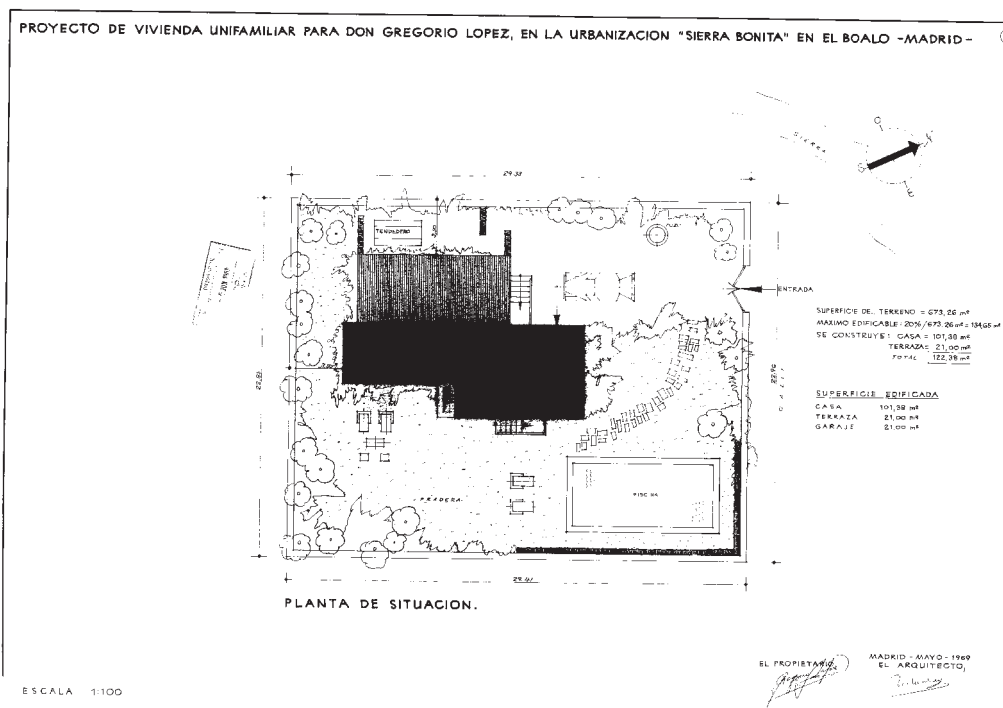 PROYECTO DE VIVIENDA UNIFAMILIAR PARA DON GREGORIO LOPEZ, EN LA URBANIZACION "SIERRA BONITA" EN EL BOALO -MADRID-
SIERRA
O
N
S
E
29.38
TENDEDERO
ENTRADA
SUPERFICIE DE TERRENO = 673,26 m²
MAXIMO EDIFICABLE = 20% / 673,26 m² = 134,65 m²
SE CONSTRUYE: CASA = 101,38 m²
TERRAZA = 21,00 m²
TOTAL 122,38 m²
SUPERFICIE EDIFICADA
CASA 101,38 m²
TERRAZA 21,00 m²
GARAJE 21,00 m²
PISCINA
PRADERA
29.41
PLANTA DE SITUACION.
EL PROPIETARIO
MADRID - MAYO - 1969
EL ARQUITECTO,
ESCALA 1:100